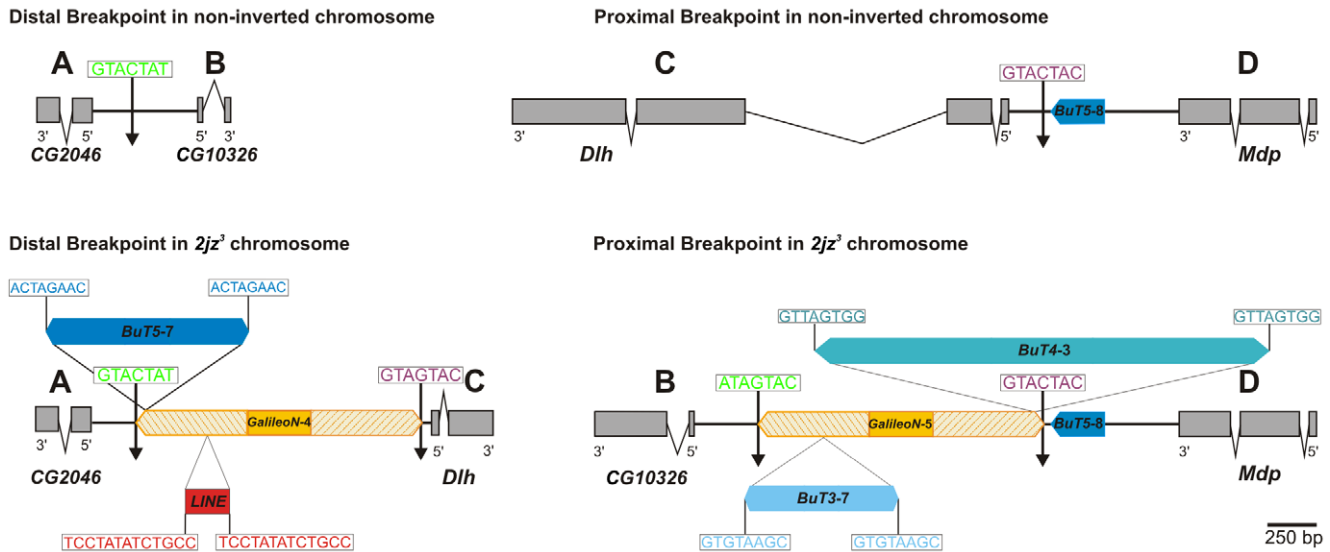 Distal Breakpoint in non-inverted chromosome
Proximal Breakpoint in non-inverted chromosome
A
B
C
D
GTACTAT
GTACTAC
BuT5-8
3'
5'
5'
3'
3'
5'
3'
5'
CG2046
CG10326
Dlh
Mdp
Distal Breakpoint in 2jz³ chromosome
Proximal Breakpoint in 2jz³ chromosome
ACTAGAAC
ACTAGAAC
GTTAGTGG
GTTAGTGG
BuT5-7
BuT4-3
A
GTACTAT
GTAGTAC
C
B
ATAGTAC
GTACTAC
D
GalileoN-4
GalileoN-5
BuT5-8
3'
5'
5'
3'
3'
5'
3'
5'
CG2046
Dlh
CG10326
Mdp
LINE
BuT3-7
TCCTATATCTGCC
TCCTATATCTGCC
GTGTAAGC
GTGTAAGC
250 bp